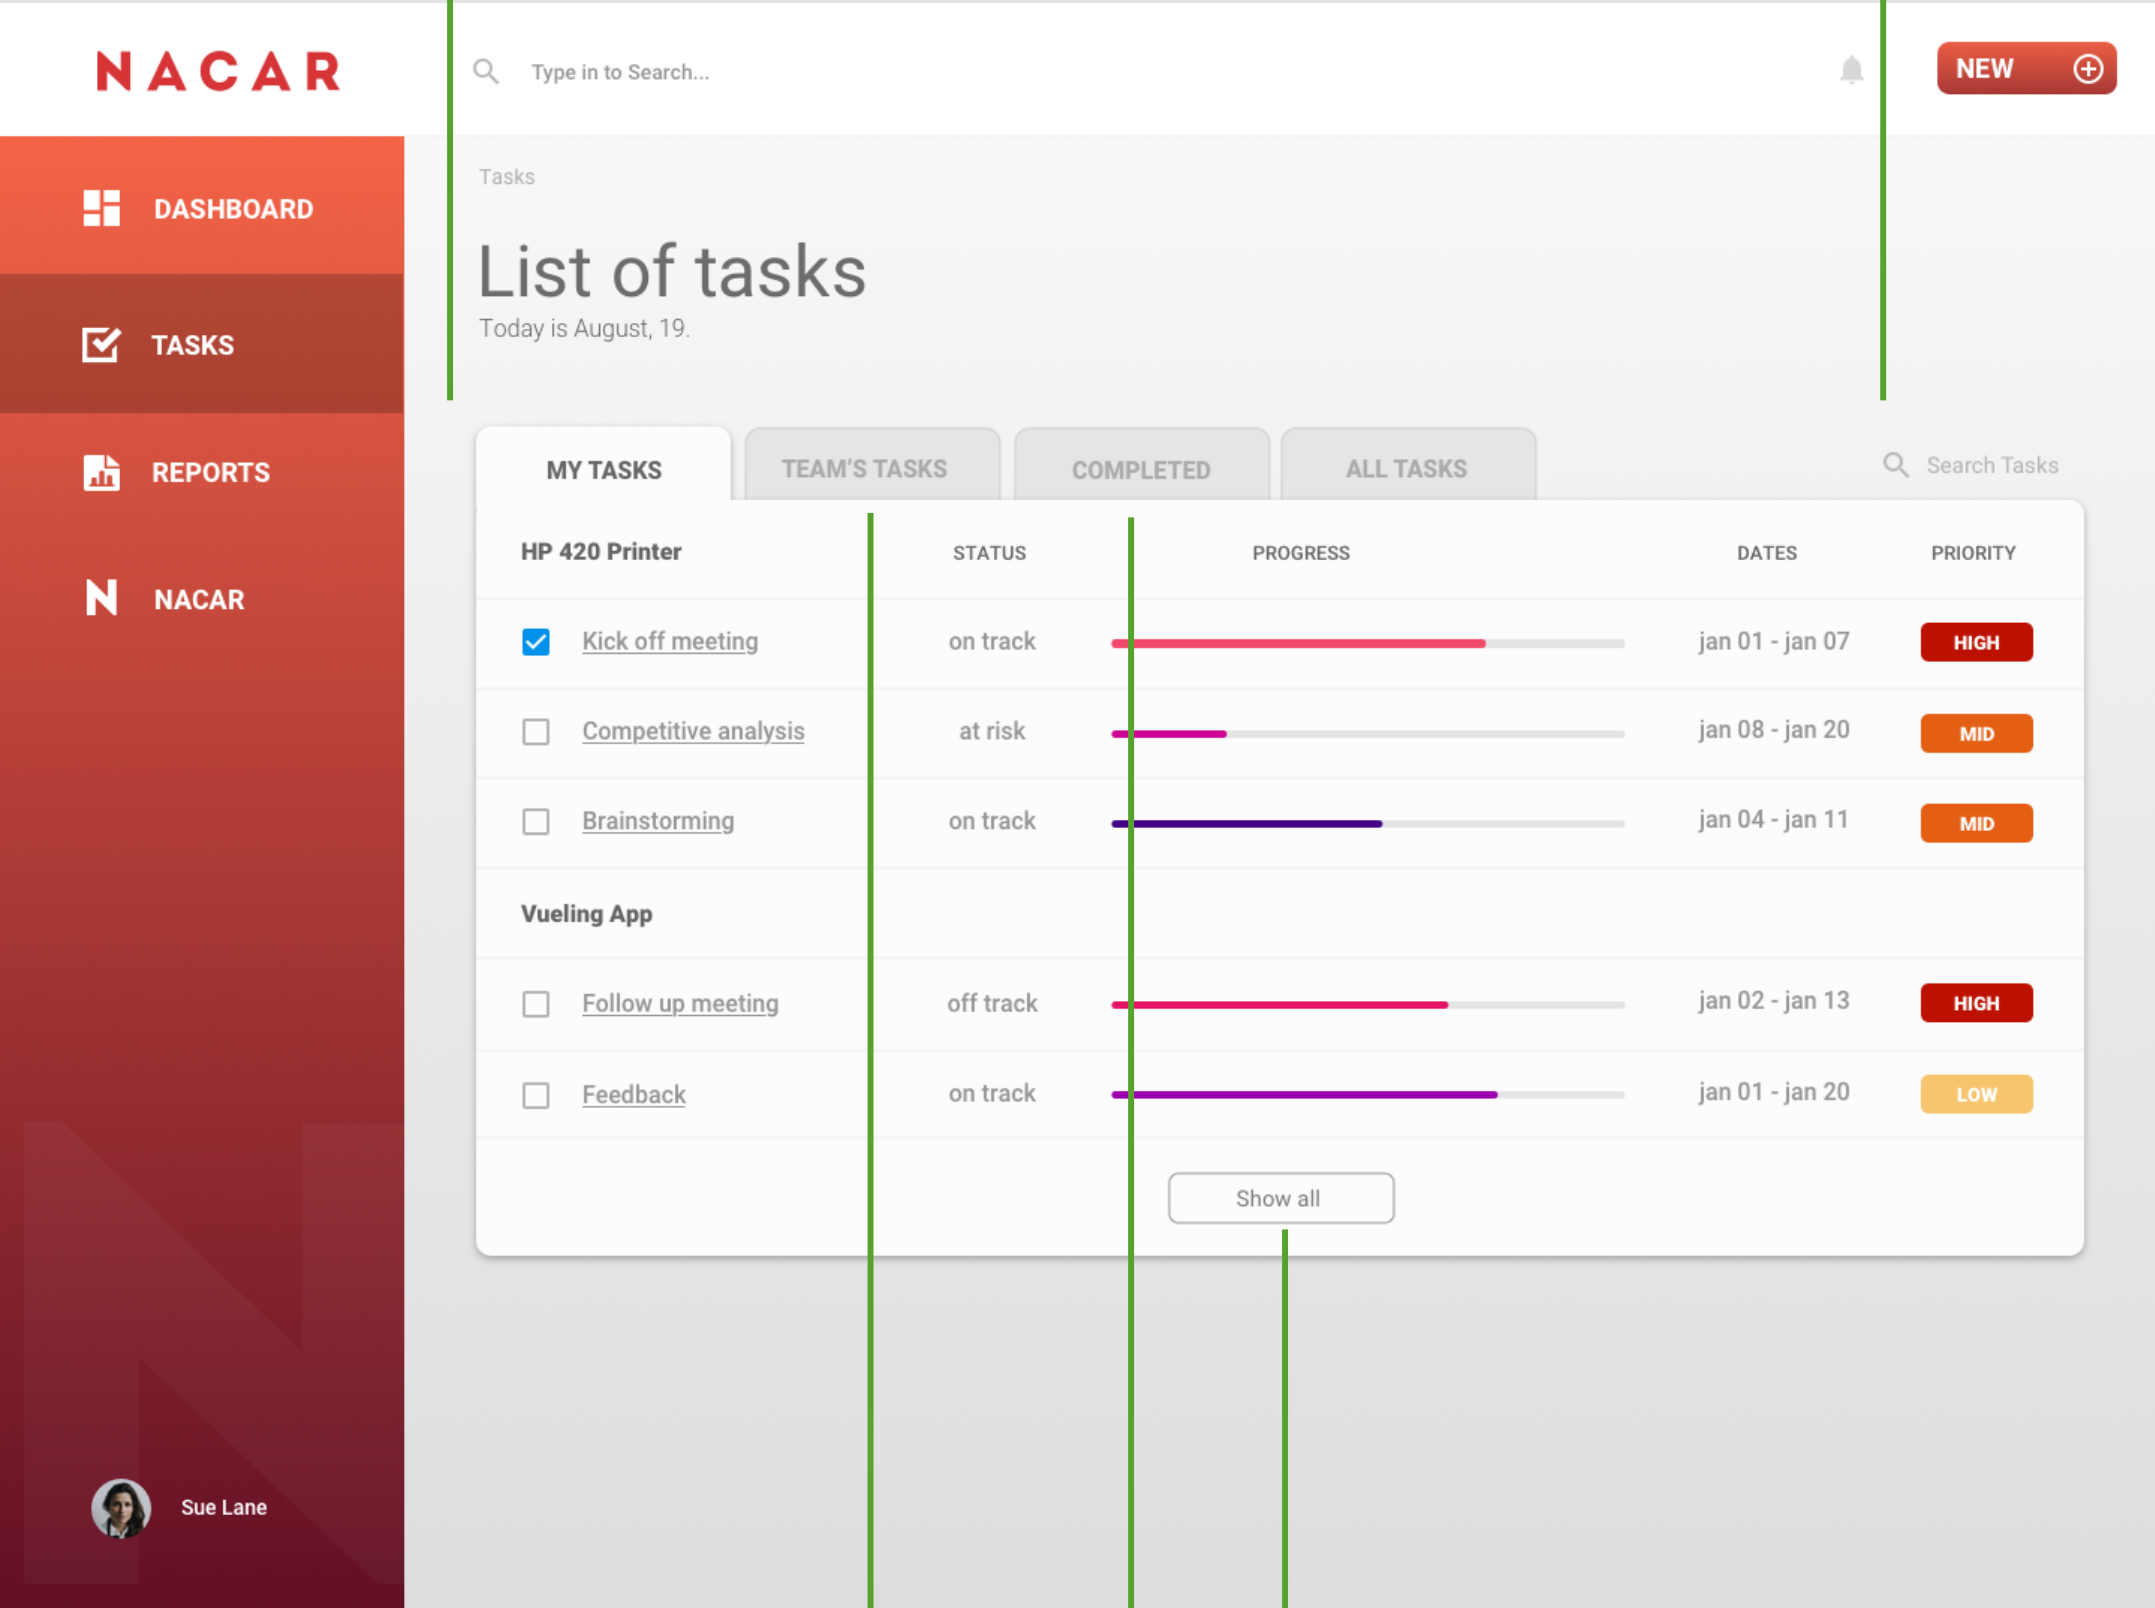 NACAR
Type in to Search...
NEW
DASHBOARD
TASKS
REPORTS
NACAR
Sue Lane
Tasks
List of tasks
Today is August, 19.
MY TASKS TEAM’S TASKS COMPLETED ALL TASKS Search Tasks
HP 420 Printer STATUS PROGRESS DATES PRIORITY
Kick off meeting on track jan 01 - jan 07 HIGH
Competitive analysis at risk jan 08 - jan 20 MID
Brainstorming on track jan 04 - jan 11 MID
Vueling App
Follow up meeting off track jan 02 - jan 13 HIGH
Feedback on track jan 01 - jan 20 LOW
Show all